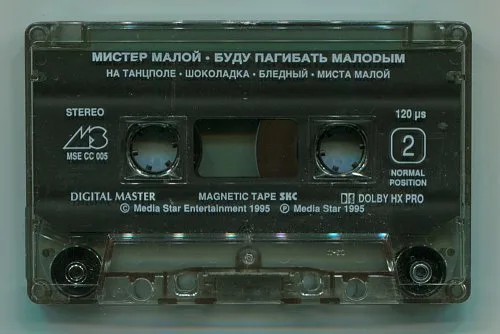 МИСТЕР МАЛОЙ · БУДУ ПАГИБАТЬ МАЛОDЫМ
НА ТАНЦПОЛЕ · ШОКОЛАДКА · БЛЕДНЫЙ · МИСТА МАЛОЙ
STEREO
120 µs
MSE CC 005
2
NORMAL
POSITION
DIGITAL MASTER
MAGNETIC TAPE SKC
DOLBY HX PRO
© Media Star Entertainment 1995 ℗ Media Star 1995